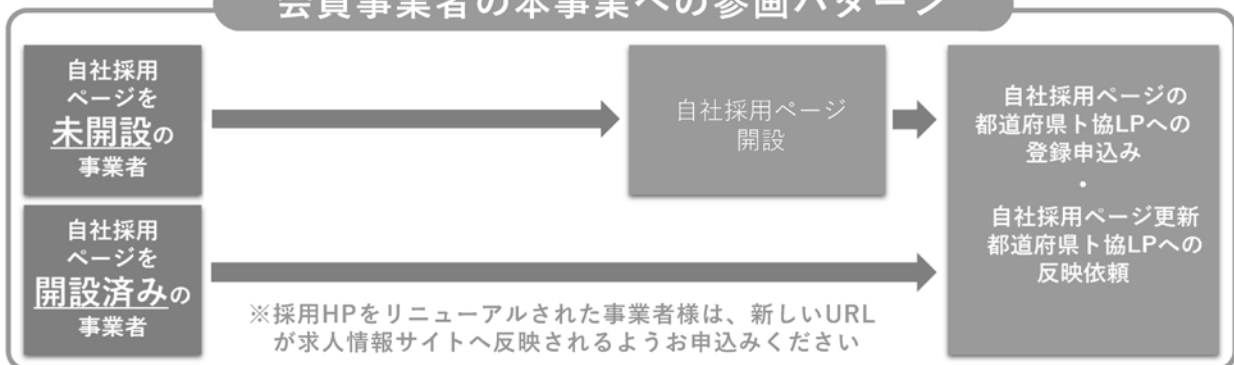 会員事業者の本事業への参画パターン
自社採用
ページを
未開設の
事業者
自社採用ページ
開設
自社採用ページの
都道府県ト協LPへの
登録申込み
・
自社採用ページ更新
都道府県ト協LPへの
反映依頼
自社採用
ページを
開設済みの
事業者
※採用HPをリニューアルされた事業者様は、新しいURL
が求人情報サイトへ反映されるようお申込みください